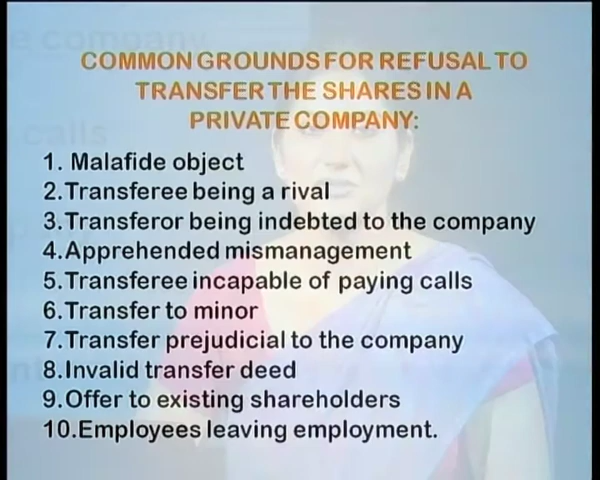 COMMON GROUNDS FOR REFUSAL TO
TRANSFER THE SHARES IN A
PRIVATE COMPANY:
1. Malafide object
2.Transferee being a rival
3.Transferor being indebted to the company
4.Apprehended mismanagement
5.Transferee incapable of paying calls
6.Transfer to minor
7.Transfer prejudicial to the company
8.Invalid transfer deed
9.Offer to existing shareholders
10.Employees leaving employment.